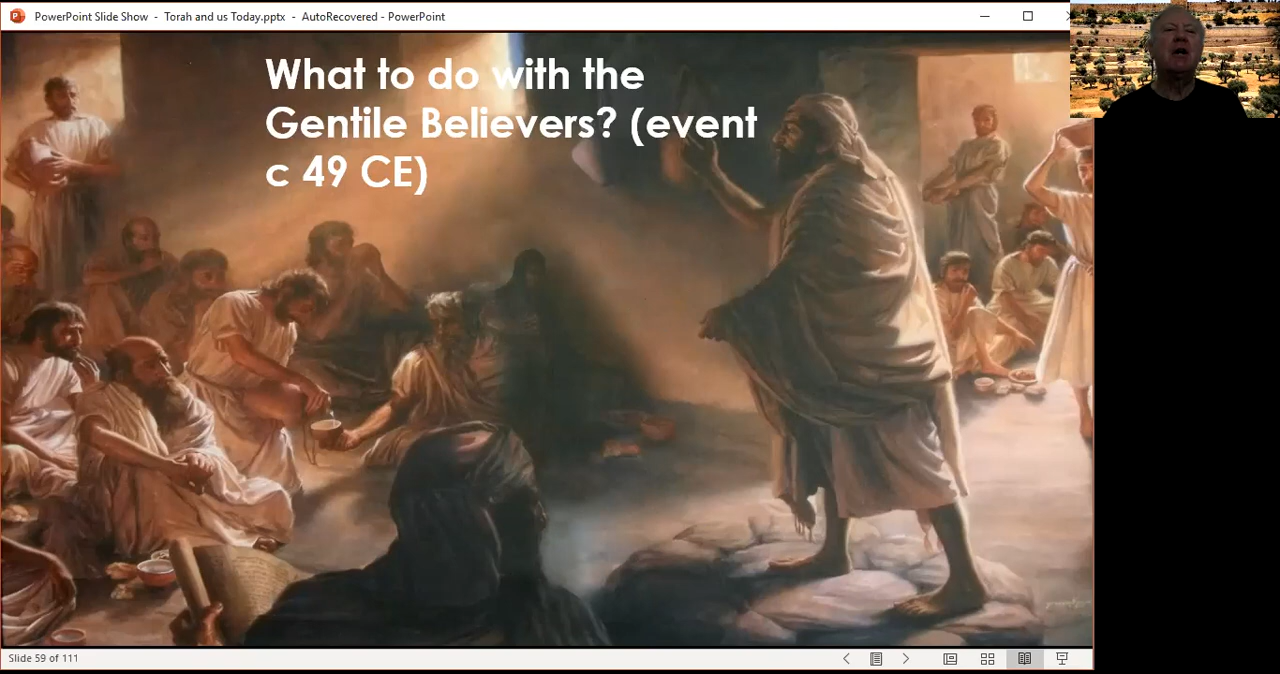 PowerPoint Slide Show - Torah and us Today.pptx - AutoRecovered - PowerPoint
What to do with the
Gentile Believers? (event
c 49 CE)
Slide 59 of 111